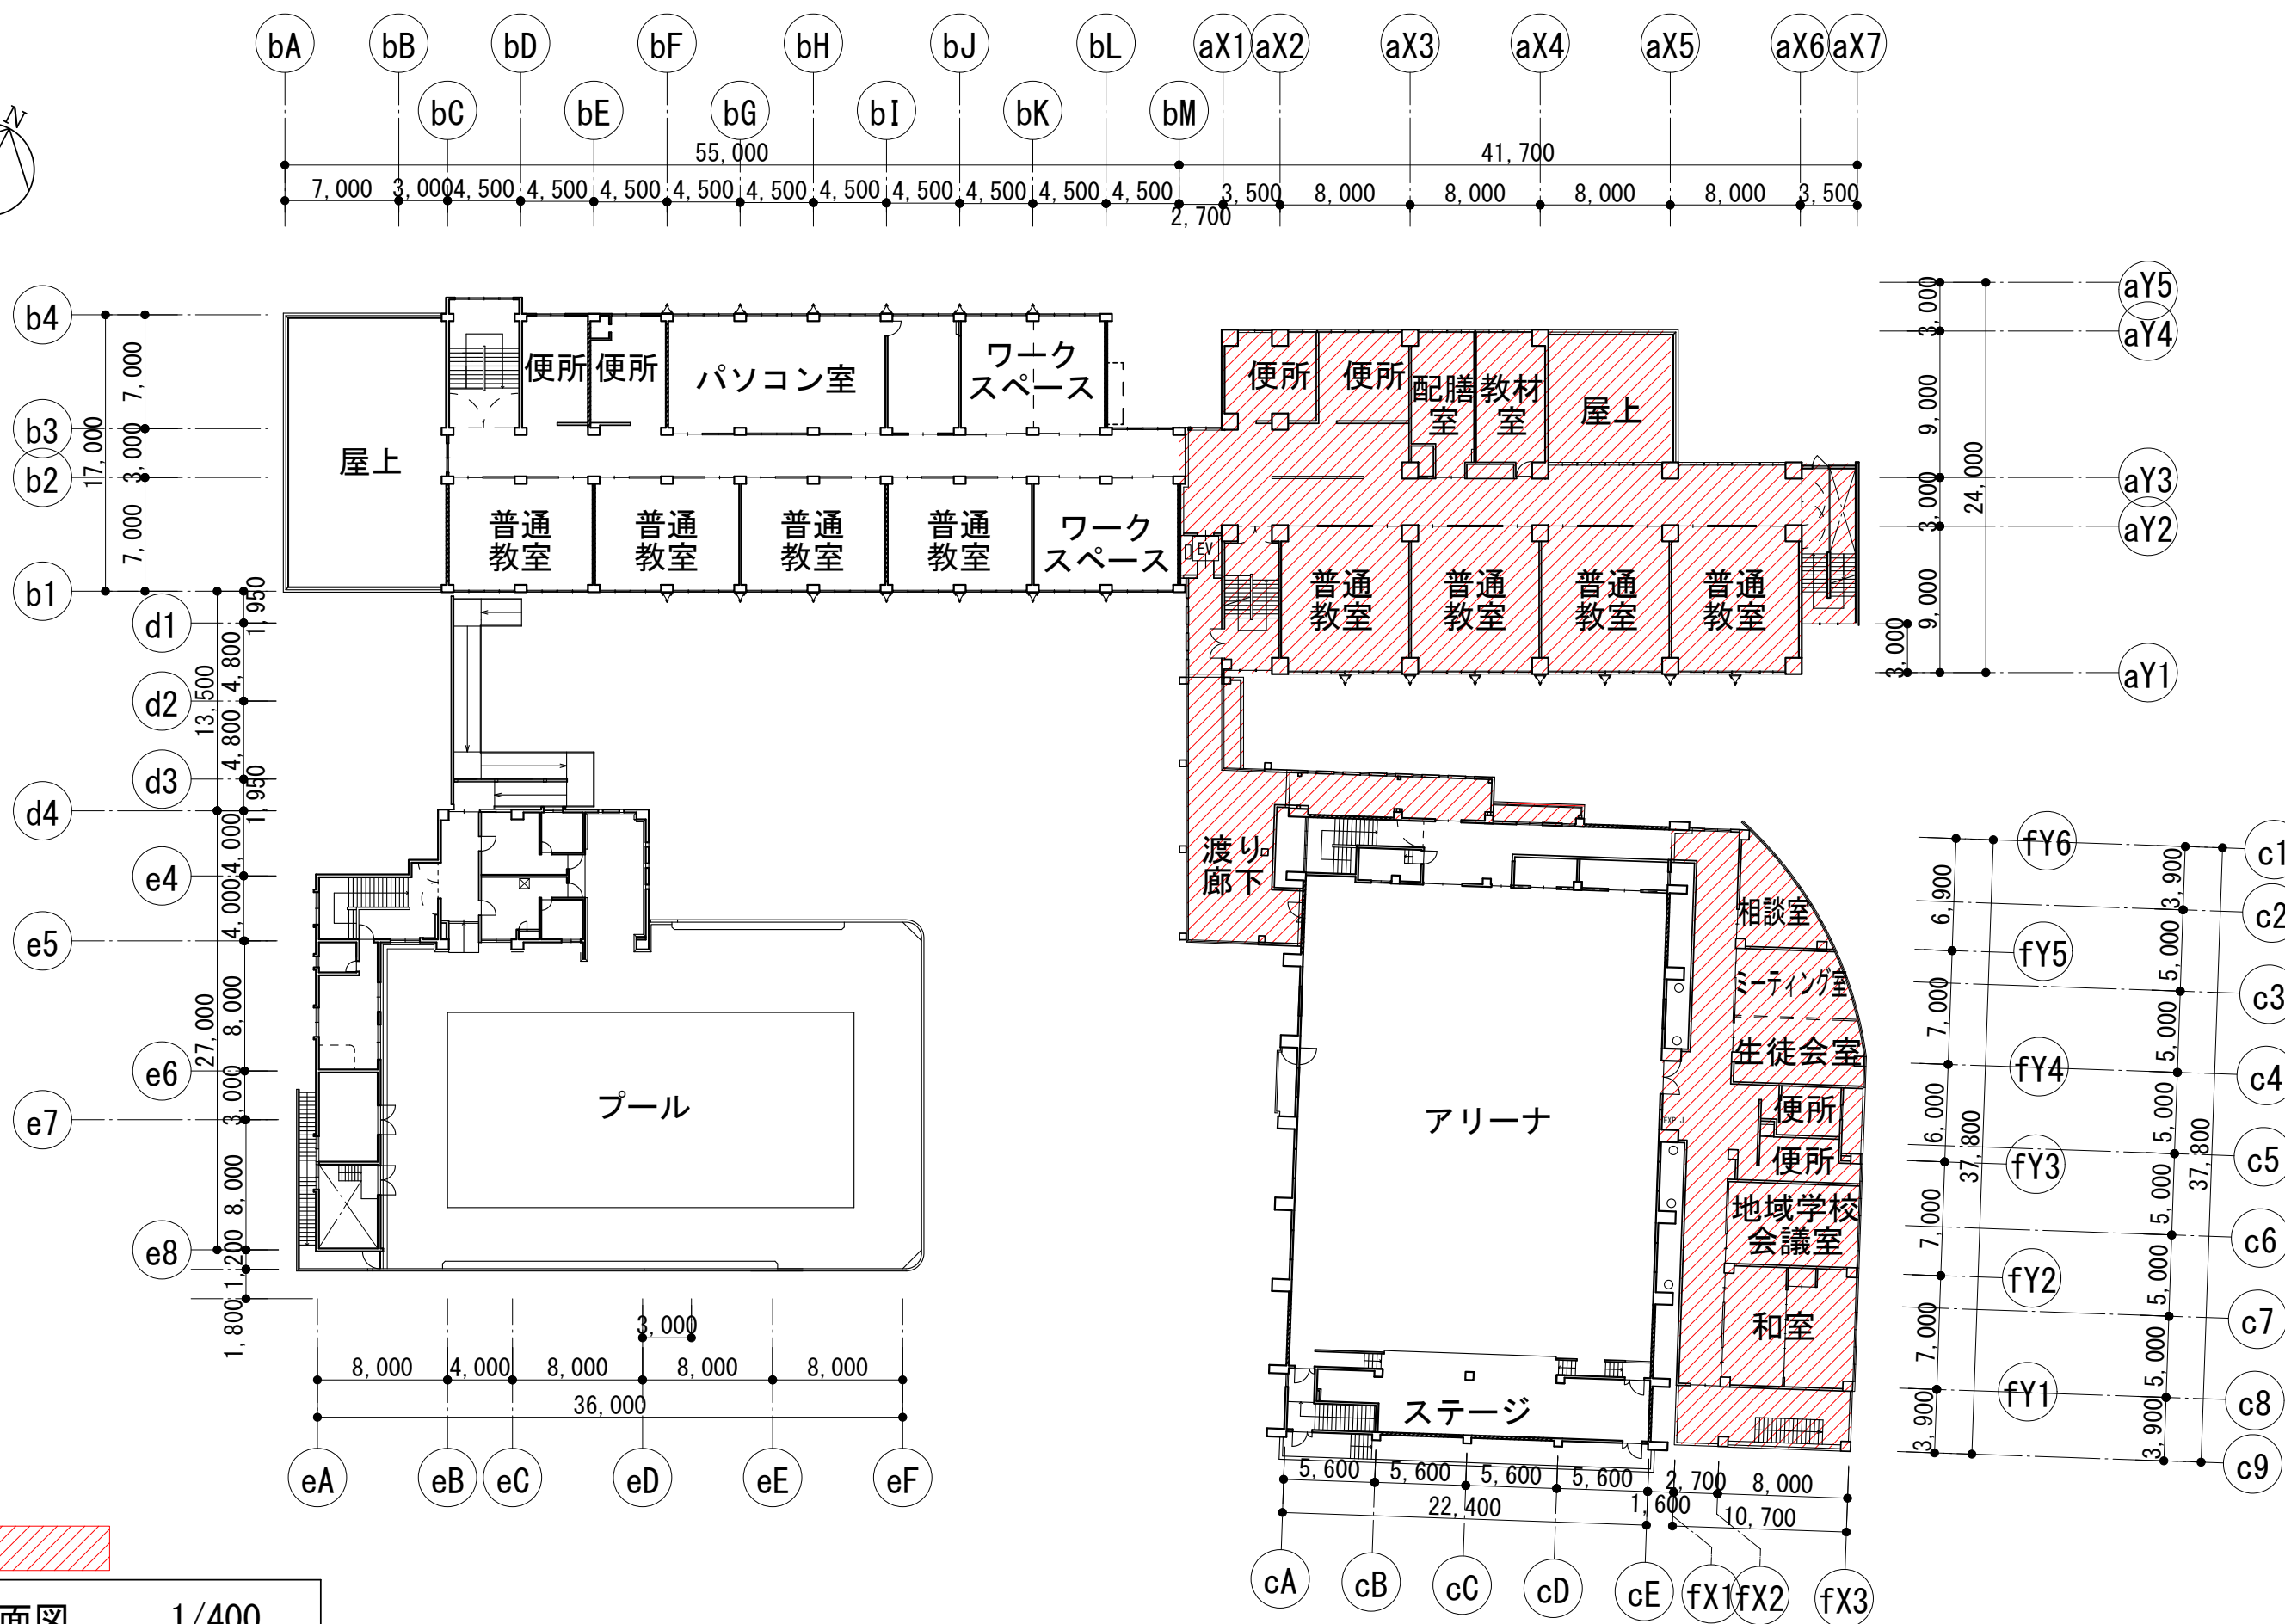 bA bB bD bF bH bJ bL aX1 aX2 aX3 aX4 aX5 aX6 aX7
bC bE bG bI bK bM
N
55,000 41,700
7,000 3,000 4,500 4,500 4,500 4,500 4,500 4,500 4,500 4,500 4,500 4,500 3,500 8,000 8,000 8,000 8,000 3,500
2,700
b4
b3
b2
b1
17,000
7,000
3,000
7,000
便所
便所
パソコン室
ワーク
スペース
屋上
普通
教室
普通
教室
普通
教室
普通
教室
ワーク
スペース
便所
便所
配膳
室
教材
室
屋上
EV
普通
教室
普通
教室
普通
教室
普通
教室
aY5
aY4
aY3
aY2
aY1
3,000
9,000
3,000
9,000
24,000
3,000
d1
d2
d3
d4
e4
e5
e6
e7
e8
1,950
4,800
4,800
1,950
13,500
4,000
4,000
8,000
3,000
8,000
27,000
1,200
1,800
プール
3,000
8,000 4,000 8,000 8,000 8,000
36,000
eA eB eC eD eE eF
渡り
廊下
アリーナ
ステージ
EXP.J
相談室
ミーティング室
生徒会室
便所
便所
地域学校
会議室
和室
fY6
fY5
fY4
fY3
fY2
fY1
6,900
7,000
6,000
7,000
7,000
3,900
37,800
c1
c2
c3
c4
c5
c6
c7
c8
c9
3,900
5,000
5,000
5,000
5,000
5,000
5,000
3,900
37,800
5,600 5,600 5,600 5,600 2,700 8,000
22,400 1,600 10,700
cA cB cC cD cE fX1 fX2 fX3
面図 1/400